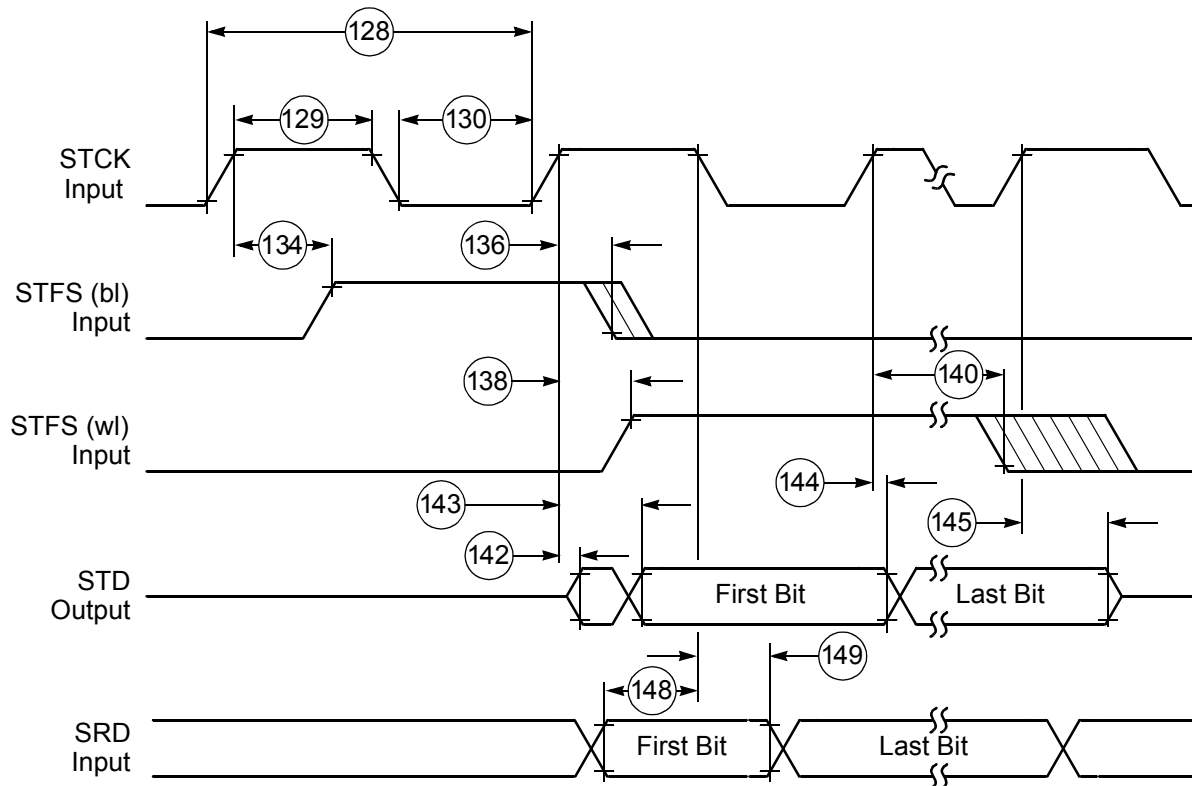 128
129
130
STCK
Input
134
136
STFS (bl)
Input
138
140
STFS (wl)
Input
144
143
145
142
STD
Output
First Bit
Last Bit
149
148
SRD
Input
First Bit
Last Bit